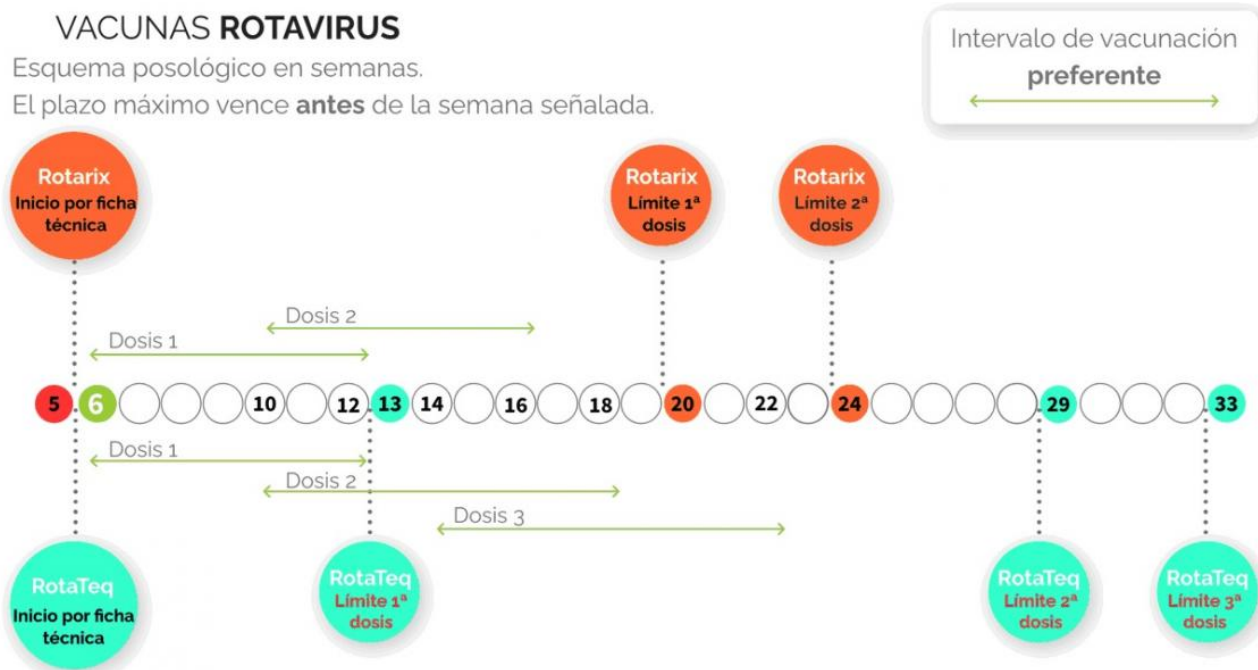 VACUNAS ROTAVIRUS
Esquema posológico en semanas.
El plazo máximo vence antes de la semana señalada.
Intervalo de vacunación
preferente
Rotarix
Inicio por ficha
técnica
Rotarix
Límite 1ª
dosis
Rotarix
Límite 2ª
dosis
Dosis 2
Dosis 1
5 6 10 12 13 14 16 18 20 22 24 29 33
Dosis 1
Dosis 2
Dosis 3
RotaTeq
Inicio por ficha
técnica
RotaTeq
Límite 1ª
dosis
RotaTeq
Límite 2ª
dosis
RotaTeq
Límite 3ª
dosis